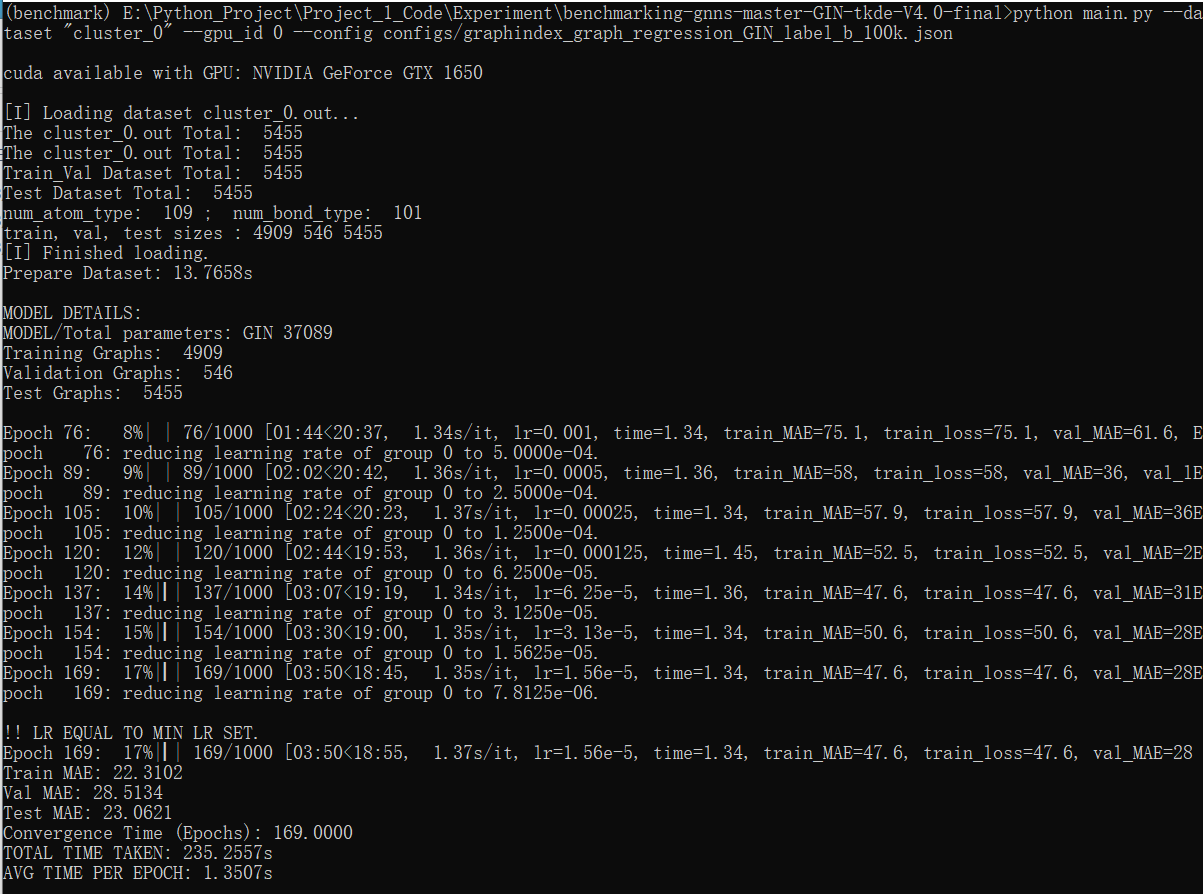 (benchmark) E:\Python_Project\Project_1_Code\Experiment\benchmarking-gnns-master-GIN-tkde-V4.0-final>python main.py --da
taset "cluster_0" --gpu_id 0 --config configs/graphindex_graph_regression_GIN_label_b_100k.json
cuda available with GPU: NVIDIA GeForce GTX 1650
[I] Loading dataset cluster_0.out...
The cluster_0.out Total:  5455
The cluster_0.out Total:  5455
Train_Val Dataset Total:  5455
Test Dataset Total:  5455
num_atom_type:  109 ;  num_bond_type:  101
train, val, test sizes : 4909 546 5455
[I] Finished loading.
Prepare Dataset: 13.7658s
MODEL DETAILS:
MODEL/Total parameters: GIN 37089
Training Graphs:  4909
Validation Graphs:  546
Test Graphs:  5455
Epoch 76:   8%| | 76/1000 [01:44<20:37,  1.34s/it, lr=0.001, time=1.34, train_MAE=75.1, train_loss=75.1, val_MAE=61.6, E
poch    76: reducing learning rate of group 0 to 5.0000e-04.
Epoch 89:   9%| | 89/1000 [02:02<20:42,  1.36s/it, lr=0.0005, time=1.36, train_MAE=58, train_loss=58, val_MAE=36, val_lE
poch    89: reducing learning rate of group 0 to 2.5000e-04.
Epoch 105:  10%| | 105/1000 [02:24<20:23,  1.37s/it, lr=0.00025, time=1.34, train_MAE=57.9, train_loss=57.9, val_MAE=36E
poch   105: reducing learning rate of group 0 to 1.2500e-04.
Epoch 120:  12%| | 120/1000 [02:44<19:53,  1.36s/it, lr=0.000125, time=1.45, train_MAE=52.5, train_loss=52.5, val_MAE=2E
poch   120: reducing learning rate of group 0 to 6.2500e-05.
Epoch 137:  14%|▏| 137/1000 [03:07<19:19,  1.34s/it, lr=6.25e-5, time=1.36, train_MAE=47.6, train_loss=47.6, val_MAE=31E
poch   137: reducing learning rate of group 0 to 3.1250e-05.
Epoch 154:  15%|▏| 154/1000 [03:30<19:00,  1.35s/it, lr=3.13e-5, time=1.34, train_MAE=50.6, train_loss=50.6, val_MAE=28E
poch   154: reducing learning rate of group 0 to 1.5625e-05.
Epoch 169:  17%|▏| 169/1000 [03:50<18:45,  1.35s/it, lr=1.56e-5, time=1.34, train_MAE=47.6, train_loss=47.6, val_MAE=28E
poch   169: reducing learning rate of group 0 to 7.8125e-06.
!! LR EQUAL TO MIN LR SET.
Epoch 169:  17%|▏| 169/1000 [03:50<18:55,  1.37s/it, lr=1.56e-5, time=1.34, train_MAE=47.6, train_loss=47.6, val_MAE=28
Train MAE: 22.3102
Val MAE: 28.5134
Test MAE: 23.0621
Convergence Time (Epochs): 169.0000
TOTAL TIME TAKEN: 235.2557s
AVG TIME PER EPOCH: 1.3507s